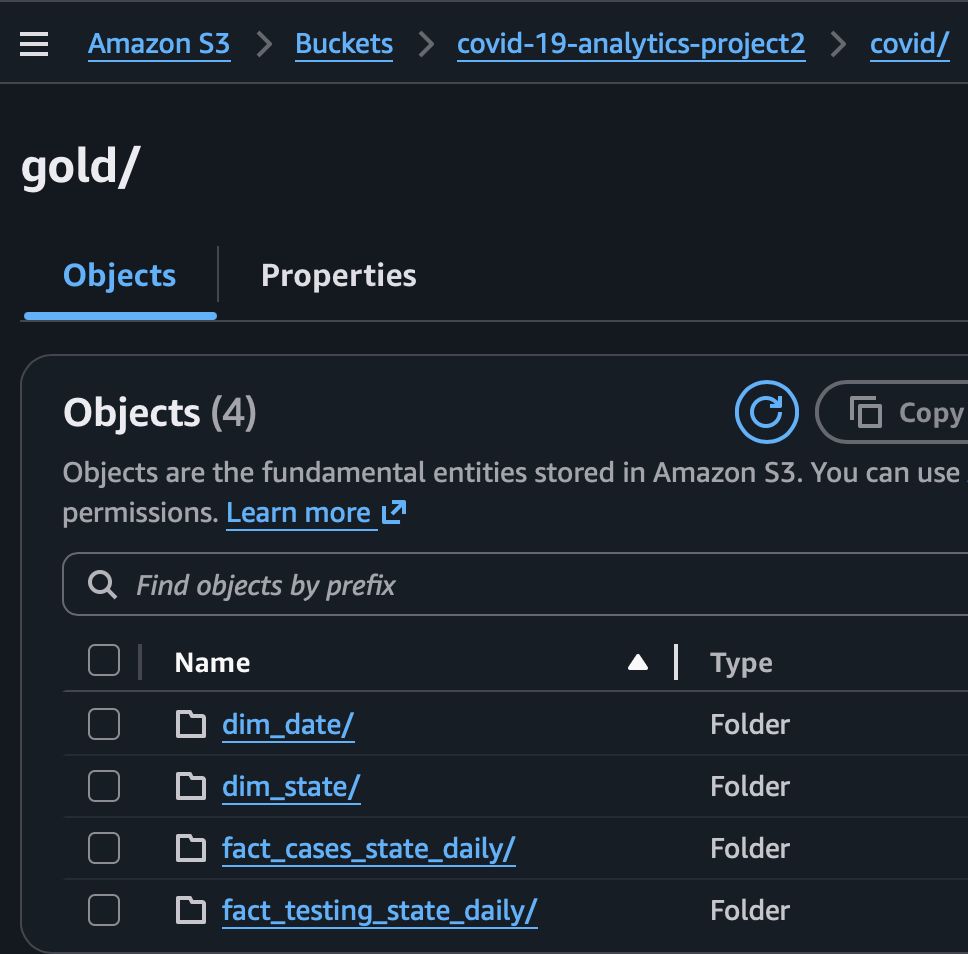 Amazon S3 > Buckets > covid-19-analytics-project2 > covid/
gold/
Objects Properties
Objects (4)
Copy
Objects are the fundamental entities stored in Amazon S3. You can use
permissions. Learn more
Find objects by prefix
Name Type
dim_date/ Folder
dim_state/ Folder
fact_cases_state_daily/ Folder
fact_testing_state_daily/ Folder